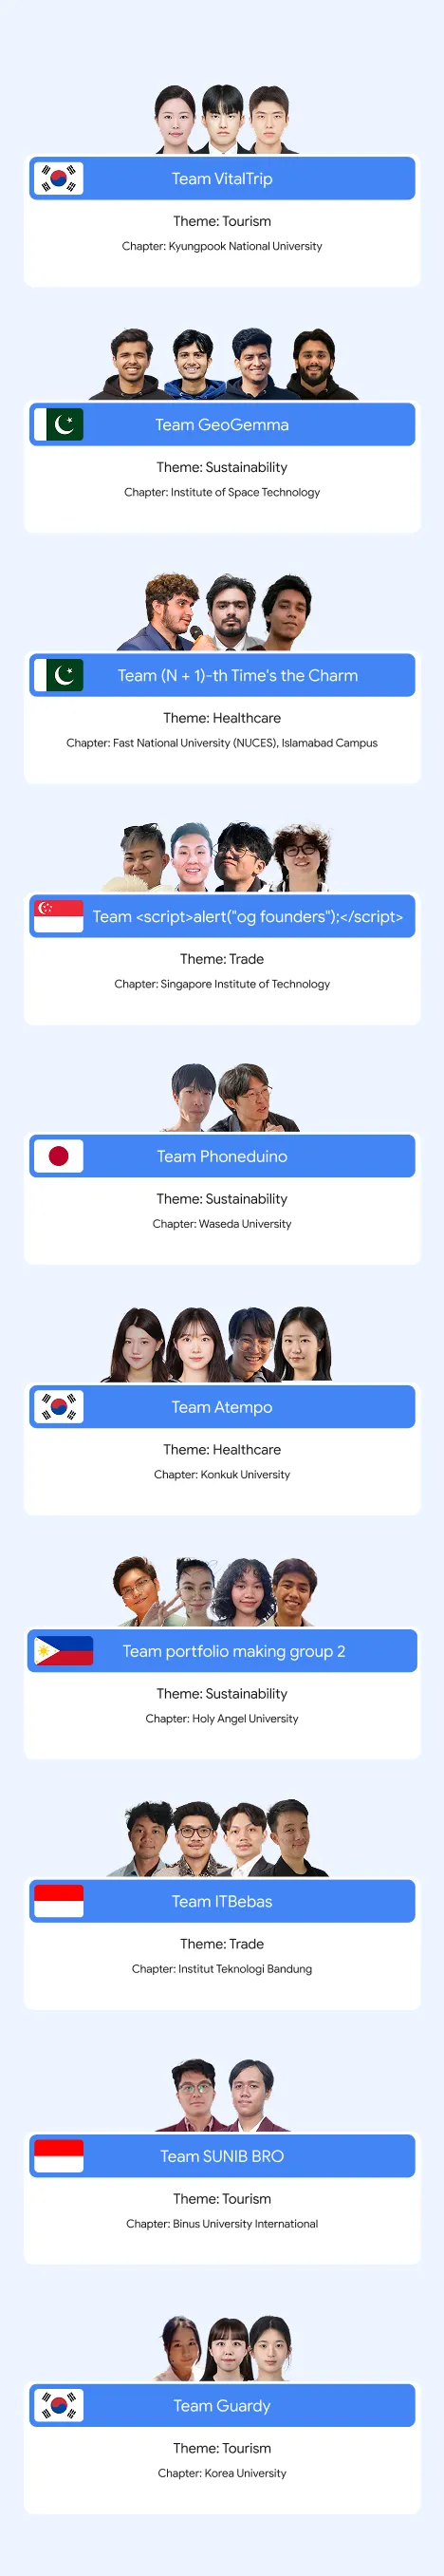 Team VitalTrip
Theme: Tourism
Chapter: Kyungpook National University
Team GeoGemma
Theme: Sustainability
Chapter: Institute of Space Technology
Team (N + 1)-th Time's the Charm
Theme: Healthcare
Chapter: Fast National University (NUCES), Islamabad Campus
Team <script>alert("og founders");</script>
Theme: Trade
Chapter: Singapore Institute of Technology
Team Phoneduino
Theme: Sustainability
Chapter: Waseda University
Team Atempo
Theme: Healthcare
Chapter: Konkuk University
Team portfolio making group 2
Theme: Sustainability
Chapter: Holy Angel University
Team ITBebas
Theme: Trade
Chapter: Institut Teknologi Bandung
Team SUNIB BRO
Theme: Tourism
Chapter: Binus University International
Team Guardy
Theme: Tourism
Chapter: Korea University